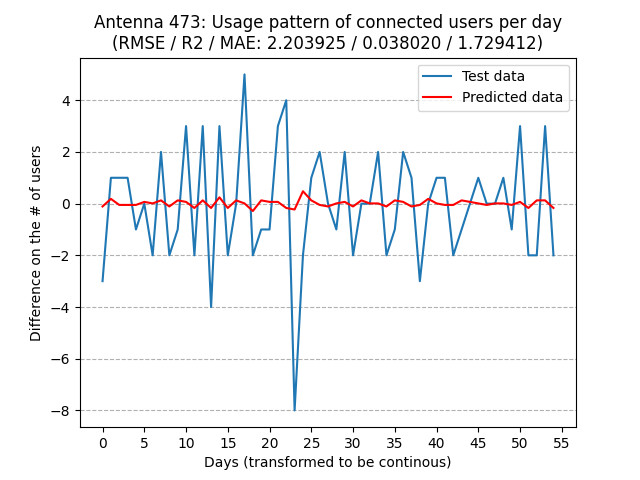 Antenna 473: Usage pattern of connected users per day
(RMSE / R2 / MAE: 2.203925 / 0.038020 / 1.729412)
Test data
Predicted data
4
2
0
−2
−4
−6
−8
Difference on the # of users
0 5 10 15 20 25 30 35 40 45 50 55
Days (transformed to be continous)